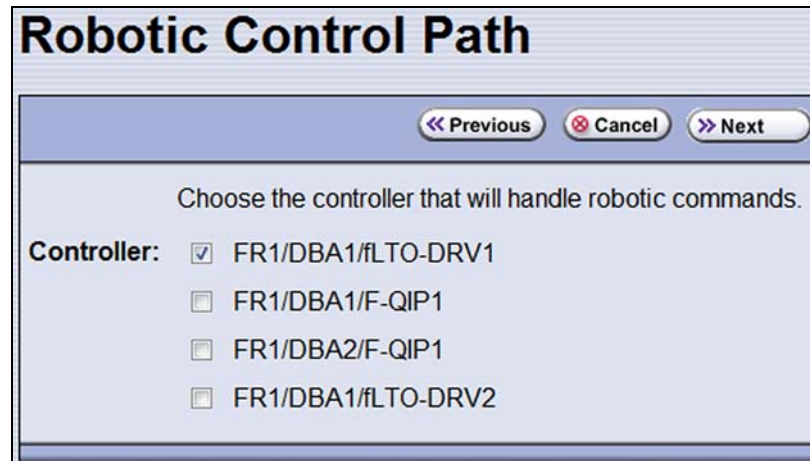 Robotic Control Path
Previous Cancel Next
Choose the controller that will handle robotic commands.
Controller: FR1/DBA1/fLTO-DRV1
FR1/DBA1/F-QIP1
FR1/DBA2/F-QIP1
FR1/DBA1/fLTO-DRV2